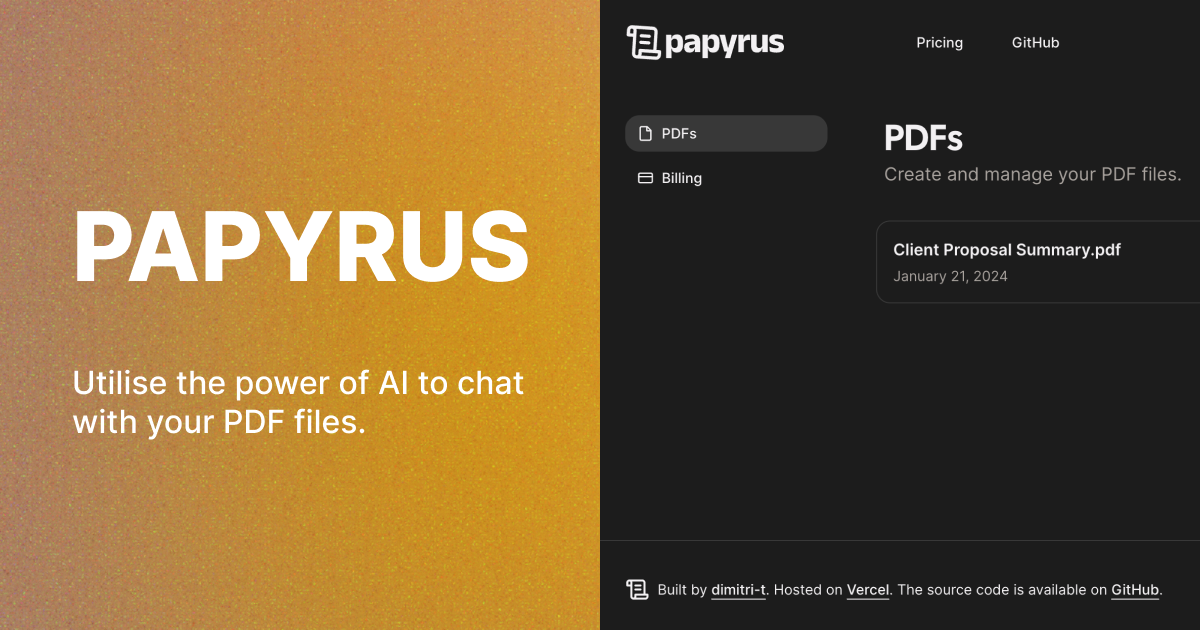 PAPYRUS
Utilise the power of AI to chat
with your PDF files.
papyrus
Pricing
GitHub
PDFs
Billing
PDFs
Create and manage your PDF files.
Client Proposal Summary.pdf
January 21, 2024
Built by dimitri-t. Hosted on Vercel. The source code is available on GitHub.